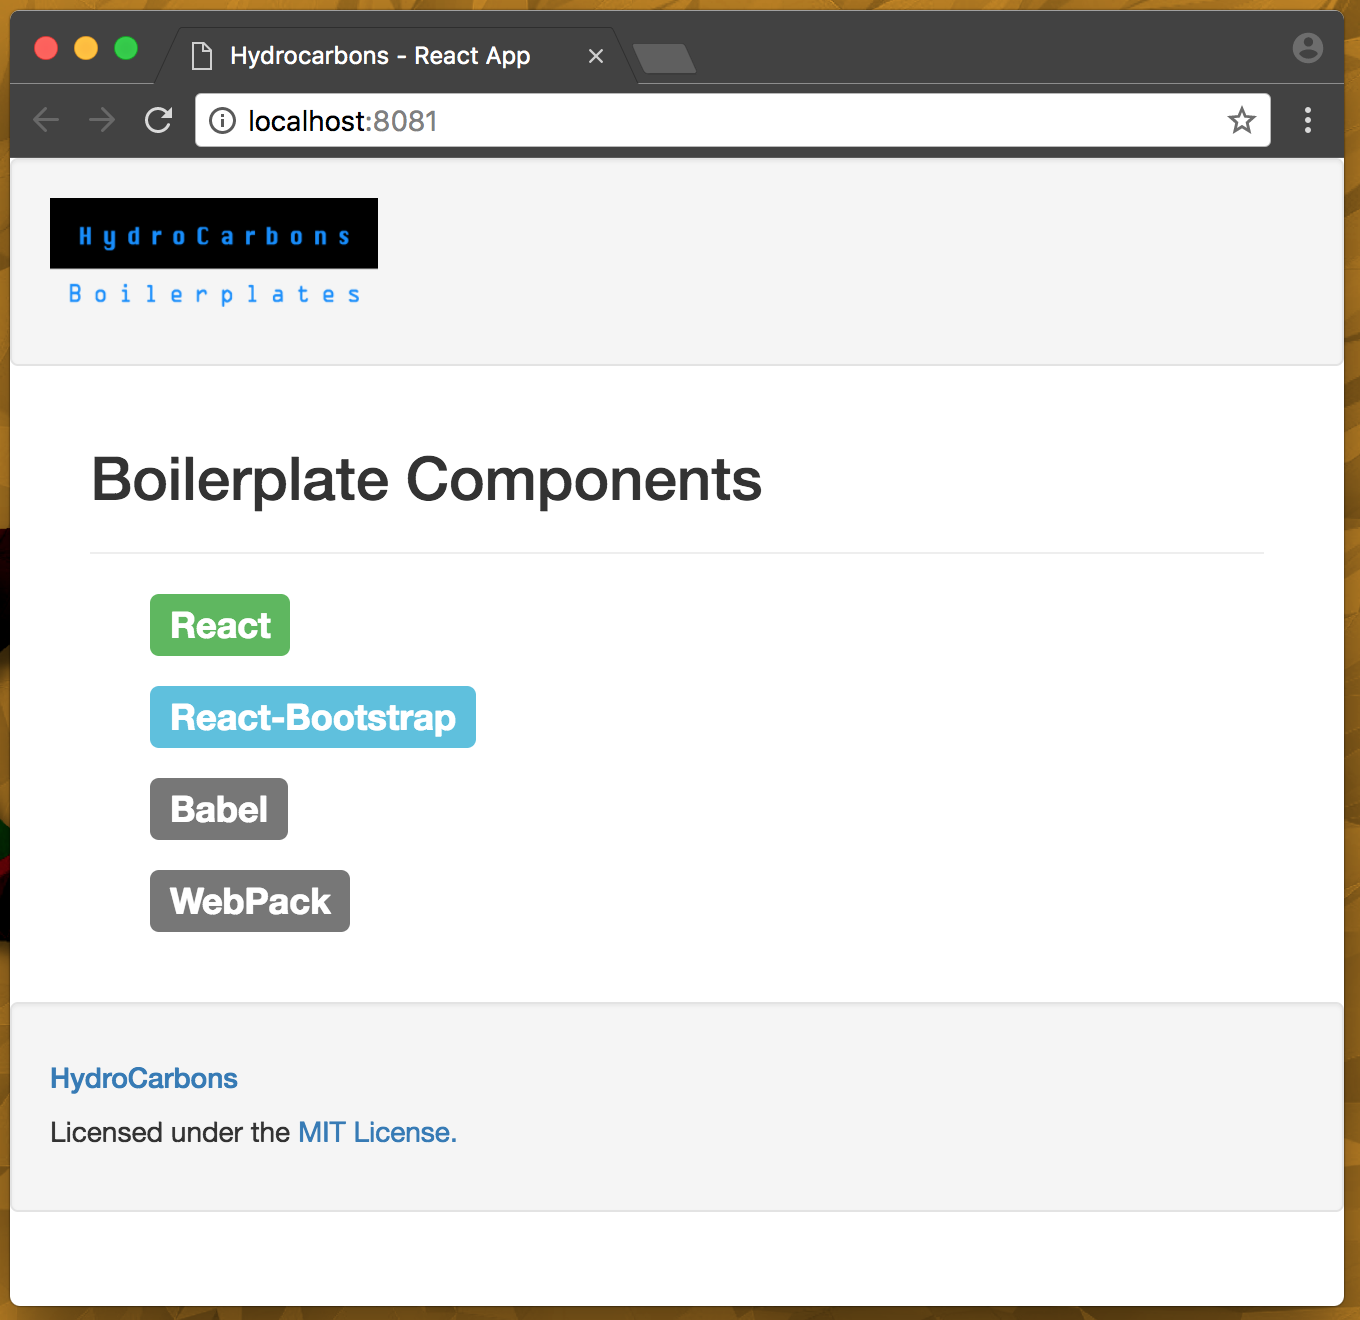 Hydrocarbons - React App
localhost:8081
HydroCarbons
Boilerplates
Boilerplate Components
React
React-Bootstrap
Babel
WebPack
HydroCarbons
Licensed under the MIT License.